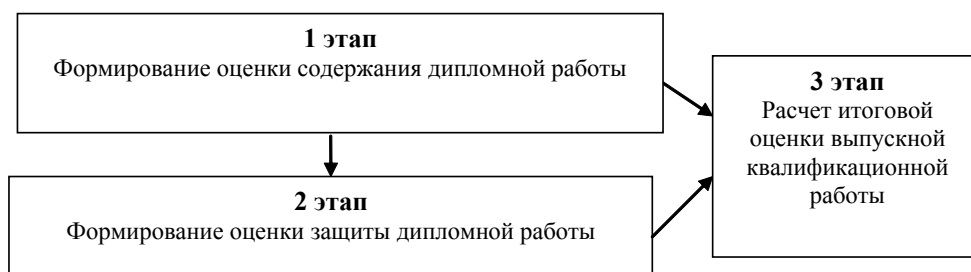 1 этап
Формирование оценки содержания дипломной работы
2 этап
Формирование оценки защиты дипломной работы
3 этап
Расчет итоговой
оценки выпускной
квалификационной
работы